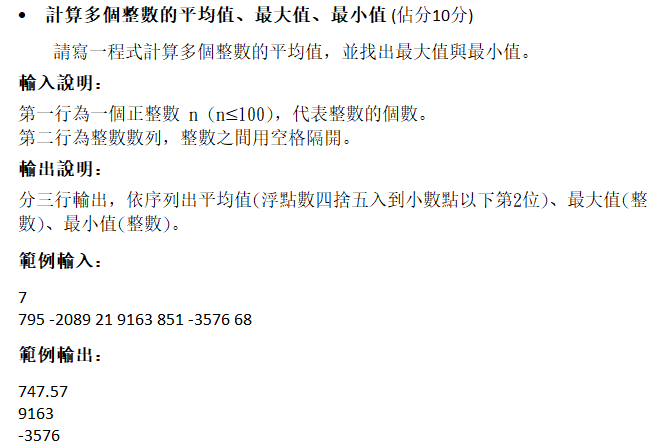 • 計算多個整數的平均值、最大值、最小值 (佔分10分)
請寫一程式計算多個整數的平均值，並找出最大值與最小值。
輸入說明：
第一行為一個正整數 n (n≤100)，代表整數的個數。
第二行為整數數列，整數之間用空格隔開。
輸出說明：
分三行輸出，依序列出平均值(浮點數四捨五入到小數點以下第2位)、最大值(整
數)、最小值(整數)。
範例輸入：
7
795 -2089 21 9163 851 -3576 68
範例輸出：
747.57
9163
-3576